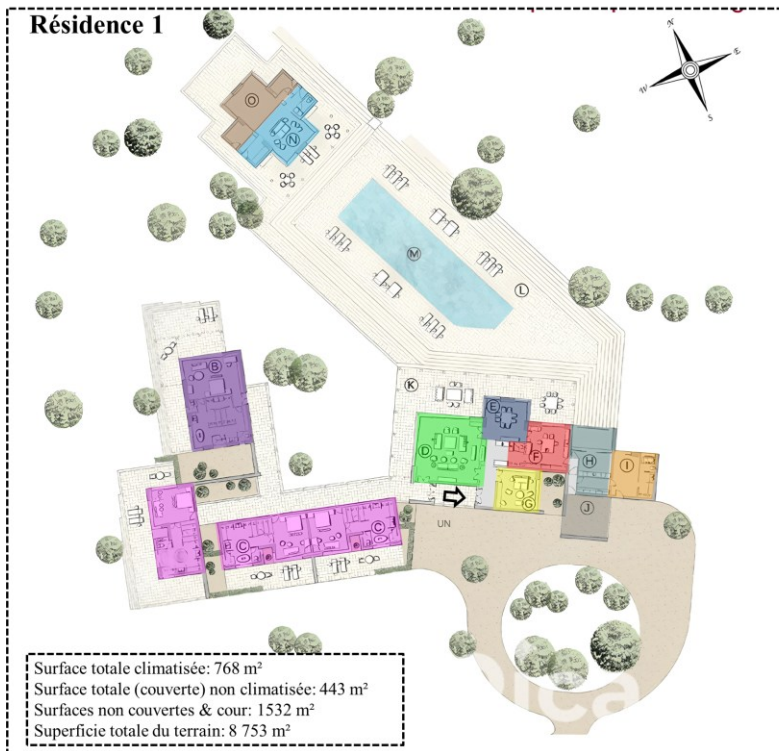 Résidence 1
N
E
W
S
O
N
M
L
B
K
E
D
F
H
I
G
J
UN
C
C
Surface totale climatisée: 768 m²
Surface totale (couverte) non climatisée: 443 m²
Surfaces non couvertes & cour: 1532 m²
Superficie totale du terrain: 8 753 m²